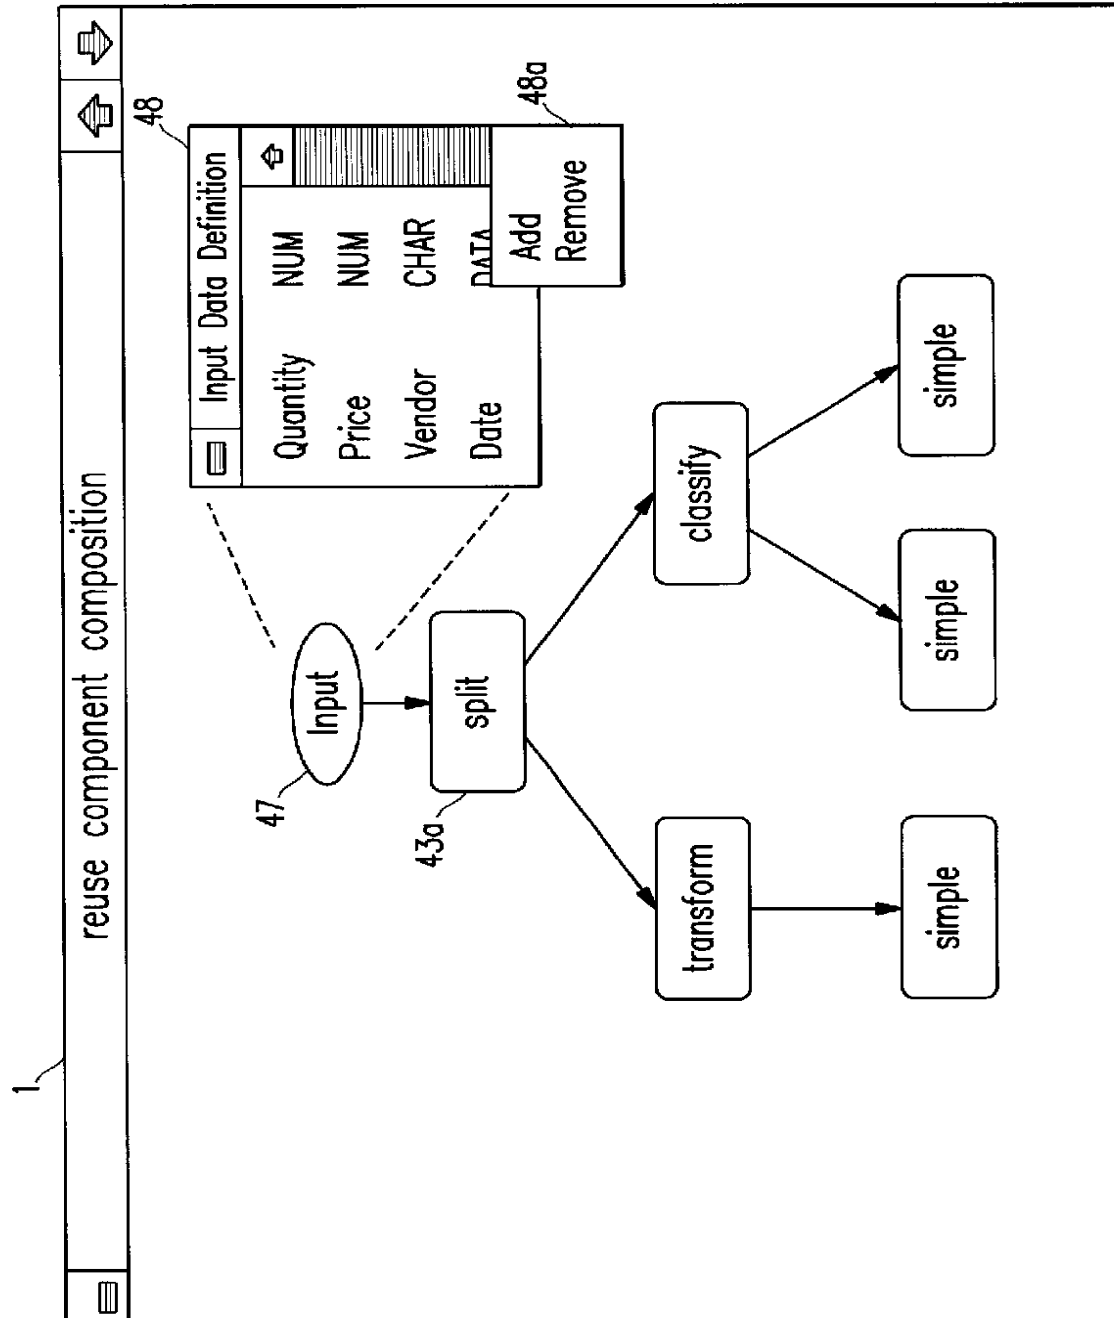 1
reuse component composition
48
Input Data Definition
Quantity NUM
Price NUM
Vendor CHAR
Date DATA
48a
Add
Remove
47
Input
43a
split
transform
classify
simple
simple
simple